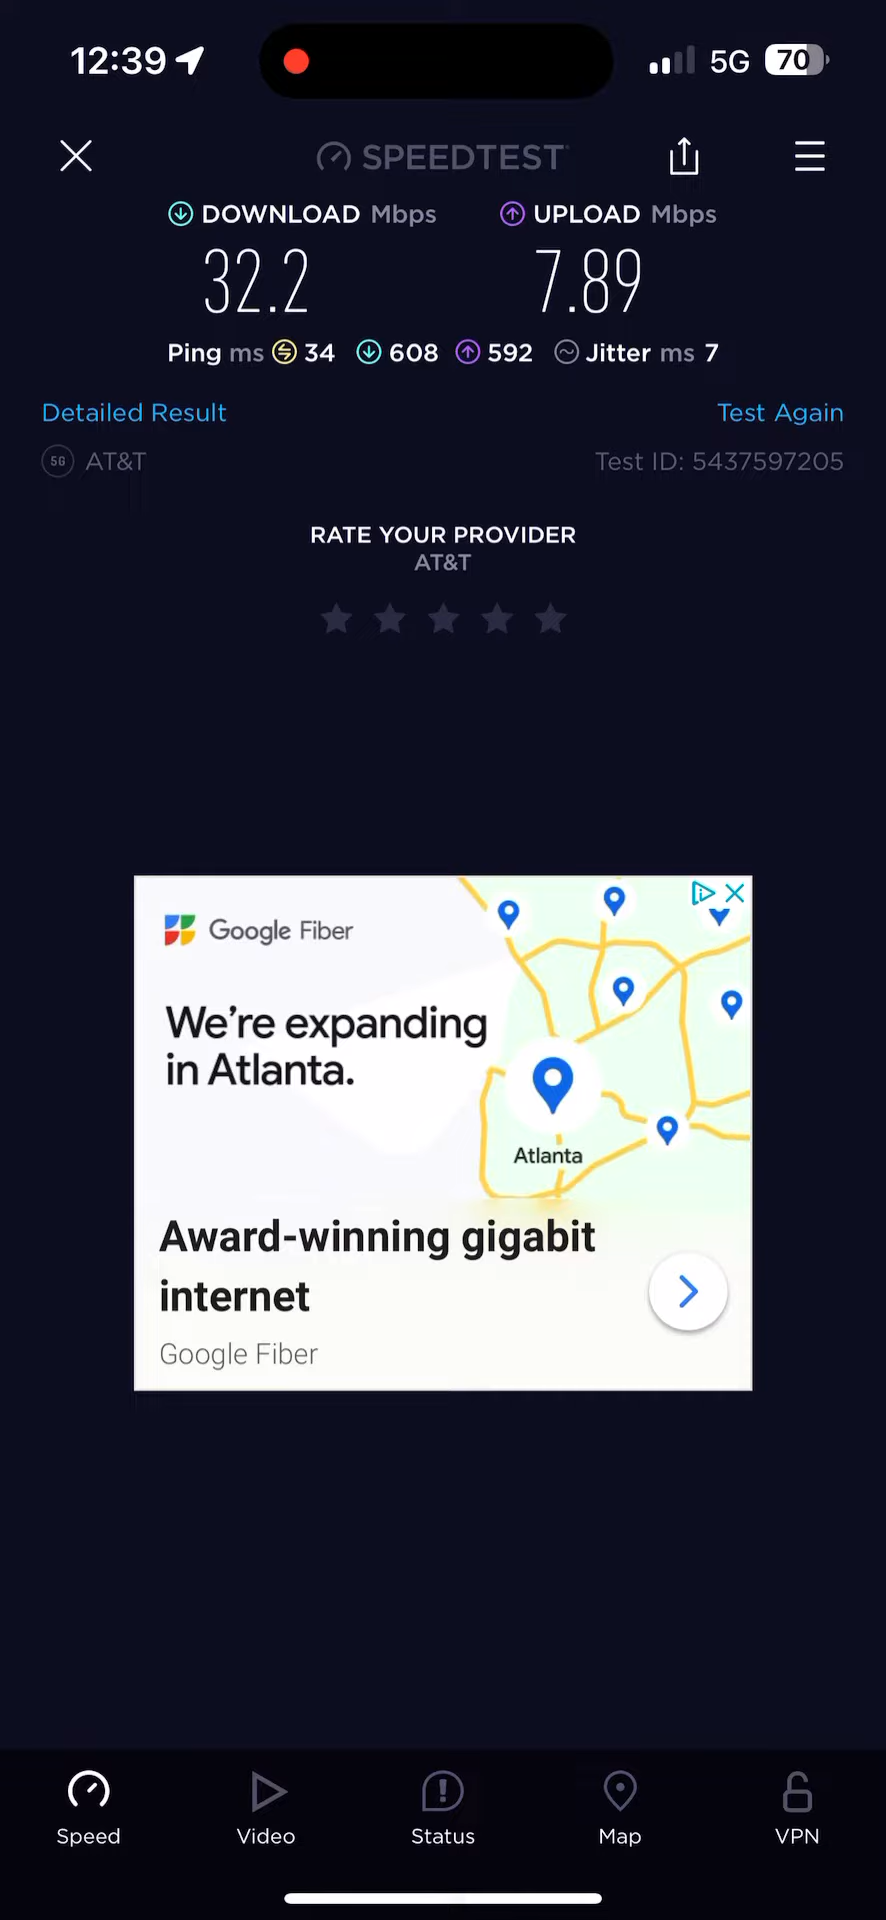 12:39
5G 70
SPEEDTEST
DOWNLOAD Mbps
32.2
UPLOAD Mbps
7.89
Ping ms 34 608 592 Jitter ms 7
Detailed Result
Test Again
5G AT&T
Test ID: 5437597205
RATE YOUR PROVIDER
AT&T
Google Fiber
We're expanding
in Atlanta.
Atlanta
Award-winning gigabit
internet
Google Fiber
Speed
Video
Status
Map
VPN